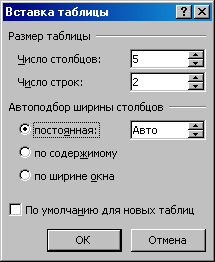 Вставка таблицы
Размер таблицы
Число столбцов: 5
Число строк: 2
Автоподбор ширины столбцов
постоянная: Авто
по содержимому
по ширине окна
По умолчанию для новых таблиц
ОК Отмена